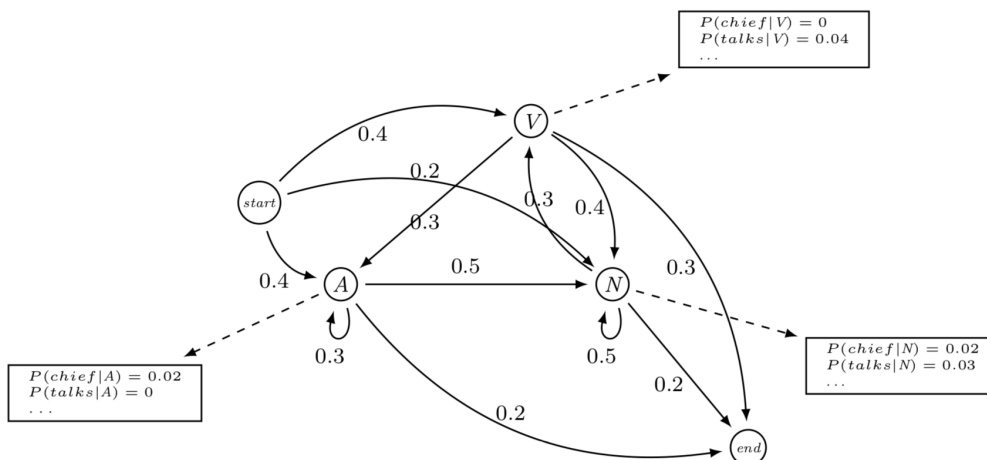 P(chief|V) = 0
P(talks|V) = 0.04
...
V
0.4
0.2
start
0.3
0.4
0.3
0.5
0.3
0.4
A
N
0.3
0.5
P(chief|A) = 0.02
P(talks|A) = 0
...
P(chief|N) = 0.02
P(talks|N) = 0.03
...
0.2
0.2
end